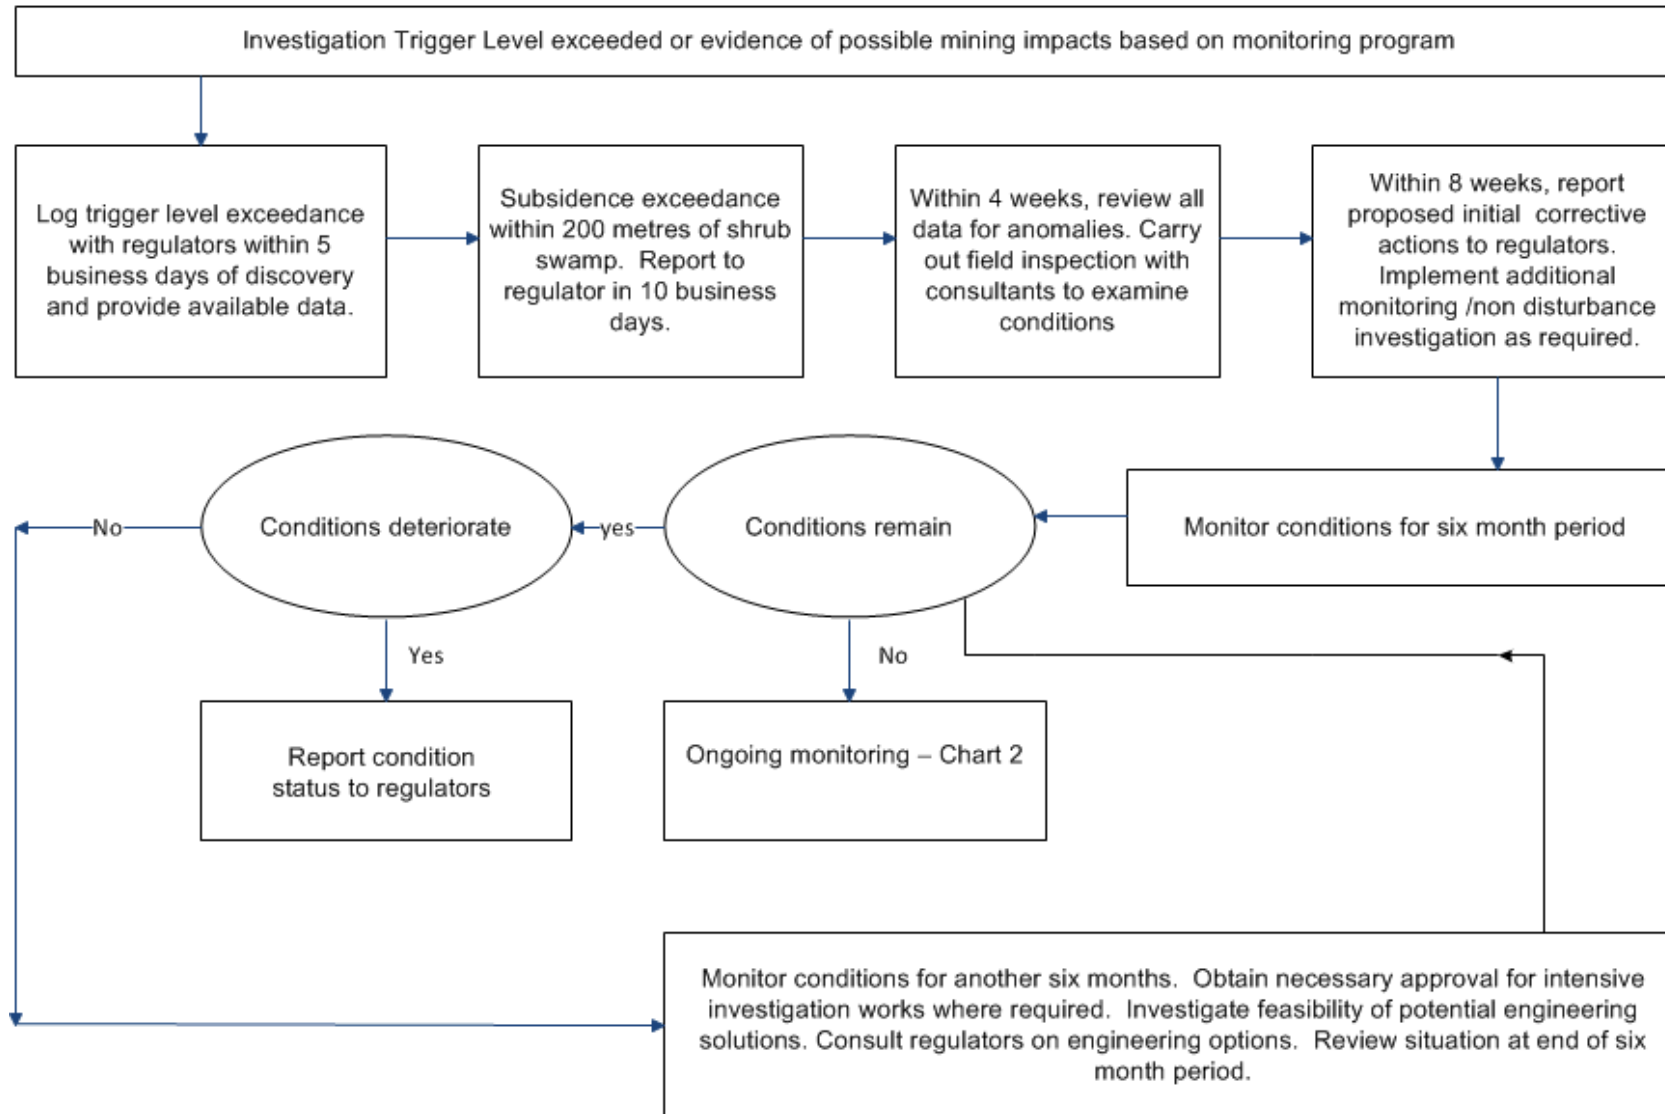 Investigation Trigger Level exceeded or evidence of possible mining impacts based on monitoring program
Log trigger level exceedance
with regulators within 5
business days of discovery
and provide available data.
Subsidence exceedance
within 200 metres of shrub
swamp. Report to
regulator in 10 business
days.
Within 4 weeks, review all
data for anomalies. Carry
out field inspection with
consultants to examine
conditions
Within 8 weeks, report
proposed initial corrective
actions to regulators.
Implement additional
monitoring /non disturbance
investigation as required.
No
Conditions deteriorate
yes
Conditions remain
Monitor conditions for six month period
Yes
No
Report condition
status to regulators
Ongoing monitoring – Chart 2
Monitor conditions for another six months. Obtain necessary approval for intensive
investigation works where required. Investigate feasibility of potential engineering
solutions. Consult regulators on engineering options. Review situation at end of six
month period.